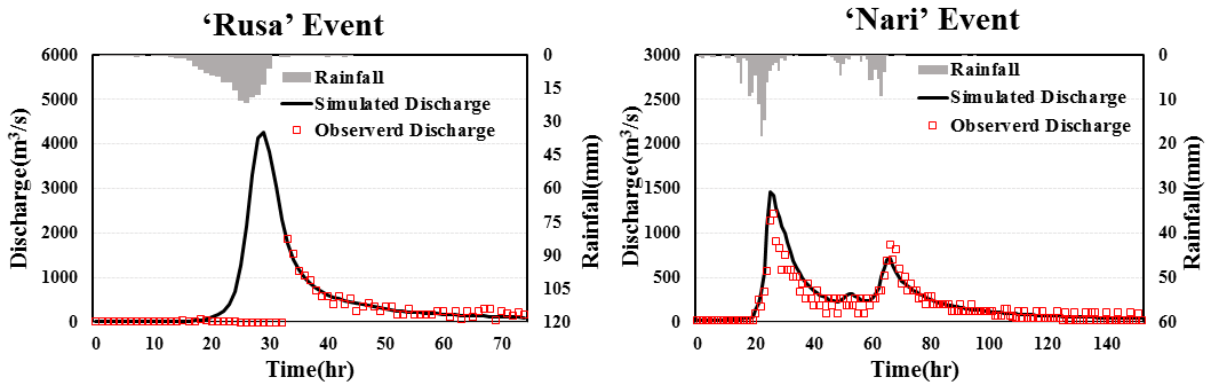 ‘Rusa’ Event
6000
5000
4000
3000
2000
1000
0
Discharge(m³/s)
Rainfall
Simulated Discharge
Observerd Discharge
0
15
30
45
60
75
90
105
120
Rainfall(mm)
0 10 20 30 40 50 60 70
Time(hr)
‘Nari’ Event
3000
2500
2000
1500
1000
500
0
Discharge(m³/s)
Rainfall
Simulated Discharge
Observerd Discharge
0
10
20
30
40
50
60
Rainfall(mm)
0 20 40 60 80 100 120 140
Time(hr)